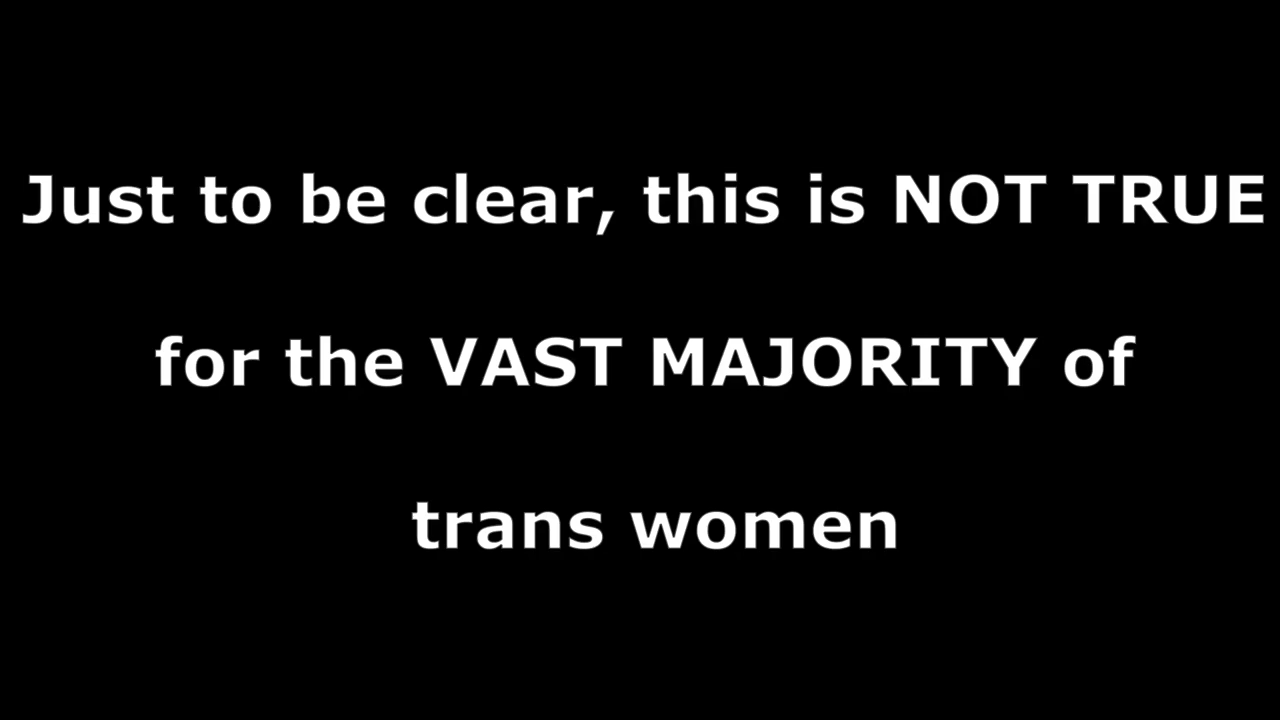 Just to be clear, this is NOT TRUE
for the VAST MAJORITY of
trans women